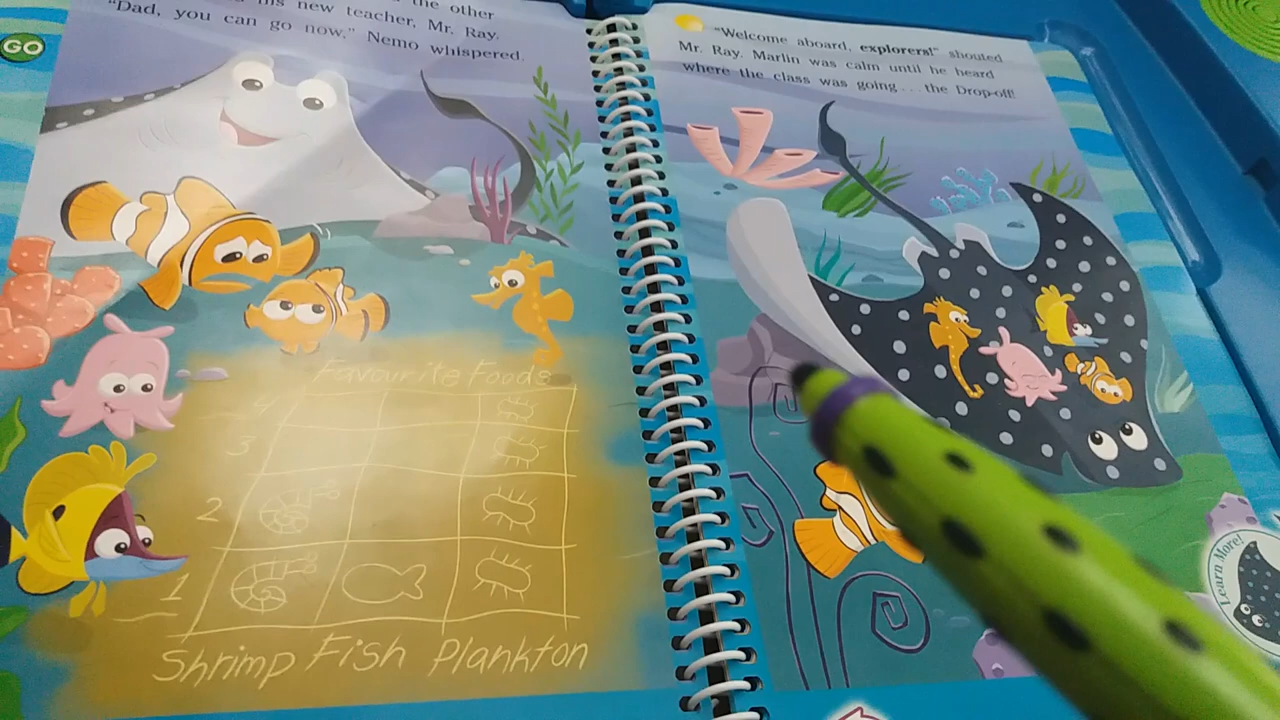 his new teacher, Mr. Ray. the other
"Dad, you can go now," Nemo whispered.
GO
Favourite Foods
4
3
2
1
Shrimp Fish Plankton
"Welcome aboard, explorers!" shouted
Mr. Ray. Marlin was calm until he heard
where the class was going . . . the Drop-off!
Learn More!